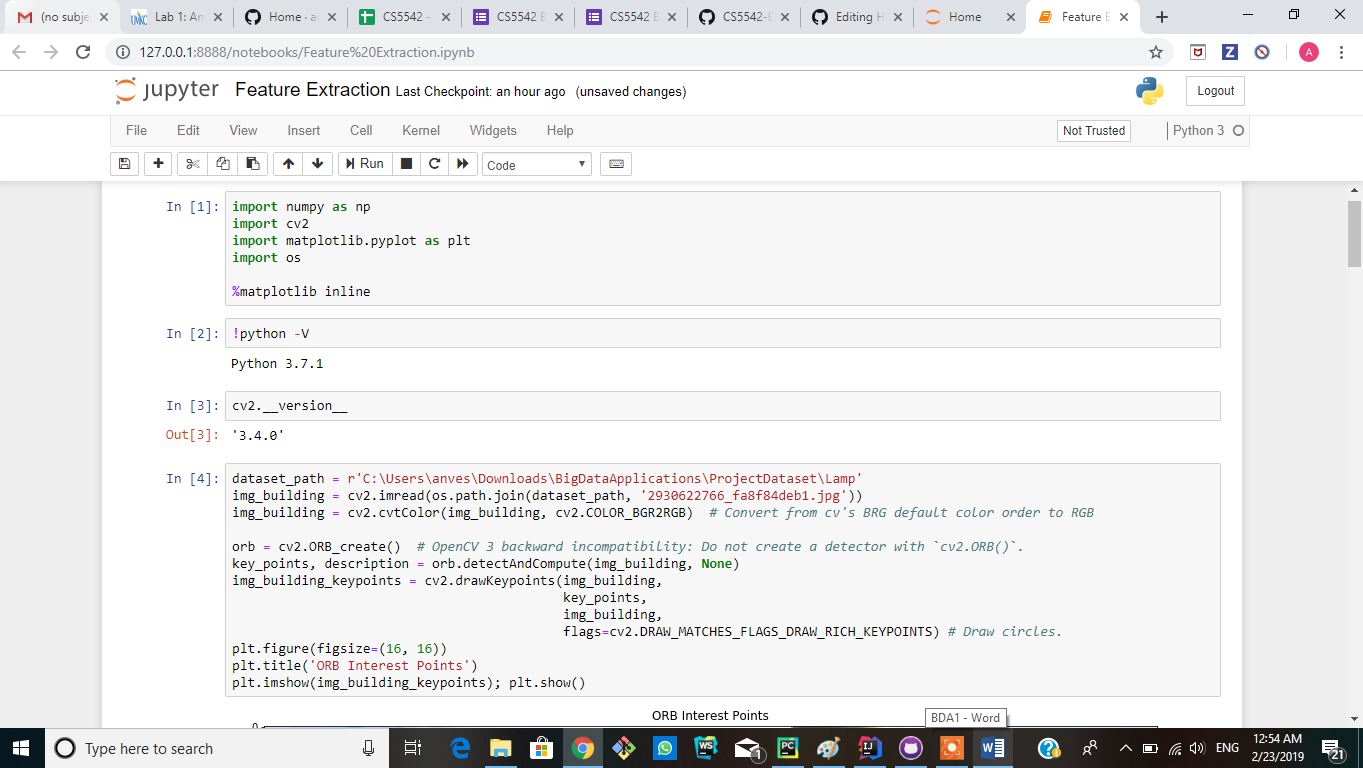 (no subje
Lab 1: An
Home · a
CS5542 -
CS5542 B
CS5542 B
CS5542-B
Editing H
Home
Feature E
127.0.0.1:8888/notebooks/Feature%20Extraction.ipynb
A
jupyter Feature Extraction Last Checkpoint: an hour ago (unsaved changes)
Logout
File Edit View Insert Cell Kernel Widgets Help
Not Trusted
Python 3
Run
Code
In [1]: import numpy as np
import cv2
import matplotlib.pyplot as plt
import os
%matplotlib inline
In [2]: !python -V
Python 3.7.1
In [3]: cv2.__version__
Out[3]: '3.4.0'
In [4]: dataset_path = r'C:\Users\anves\Downloads\BigDataApplications\ProjectDataset\Lamp'
img_building = cv2.imread(os.path.join(dataset_path, '2930622766_fa8f84deb1.jpg'))
img_building = cv2.cvtColor(img_building, cv2.COLOR_BGR2RGB)  # Convert from cv's BRG default color order to RGB
orb = cv2.ORB_create()  # OpenCV 3 backward incompatibility: Do not create a detector with `cv2.ORB()`.
key_points, description = orb.detectAndCompute(img_building, None)
img_building_keypoints = cv2.drawKeypoints(img_building,
key_points,
img_building,
flags=cv2.DRAW_MATCHES_FLAGS_DRAW_RICH_KEYPOINTS) # Draw circles.
plt.figure(figsize=(16, 16))
plt.title('ORB Interest Points')
plt.imshow(img_building_keypoints); plt.show()
ORB Interest Points
0
BDA1 - Word
Type here to search
WS
1
PC
IJ
W
ENG
12:54 AM
2/23/2019
21